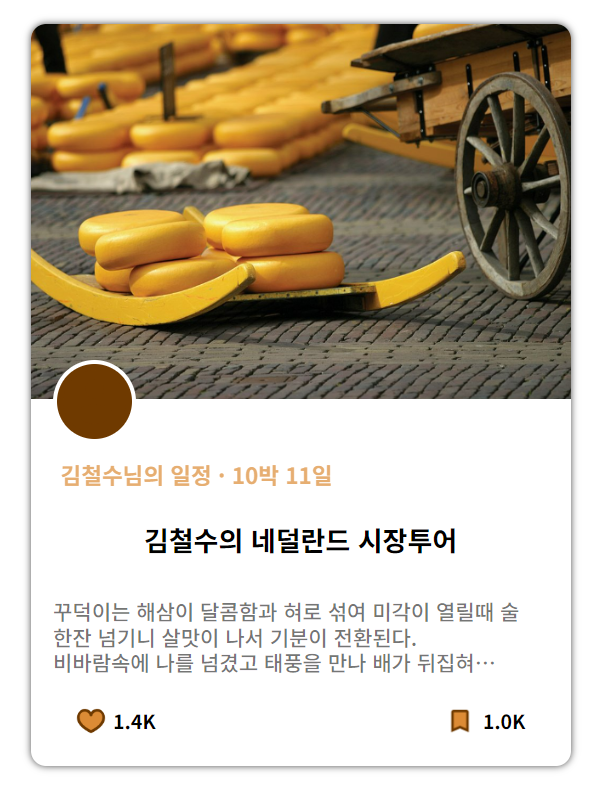 김철수님의 일정 · 10박 11일
김철수의 네덜란드 시장투어
꾸덕이는 해삼이 달콤함과 혀로 섞여 미각이 열릴때 술
한잔 넘기니 살맛이 나서 기분이 전환된다.
비바람속에 나를 넘겼고 태풍을 만나 배가 뒤집혀…
1.4K
1.0K